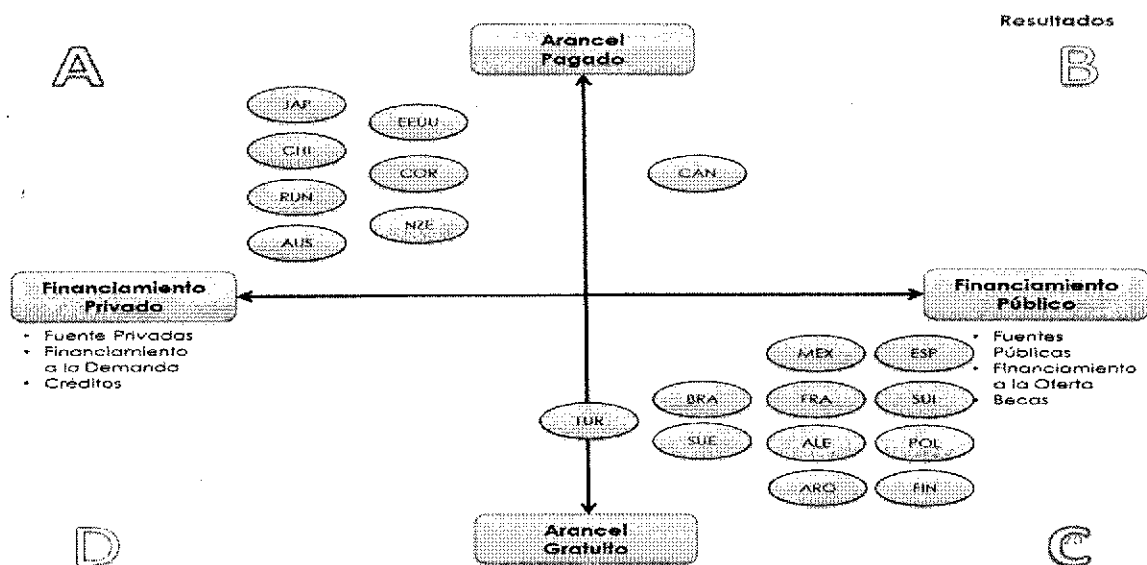 Resultados
A
B
Arancel
Pagado
JAP
EEUU
CHI
COR
CAN
RUN
NZE
AUS
Financiamiento
Privado
Financiamiento
Público
• Fuente Privadas
• Financiamiento
a la Demanda
• Créditos
• Fuentes
Públicas
• Financiamiento
a la Oferta
• Becas
MEX
ESP
BRA
FRA
SUI
TUR
SUE
ALE
POL
ARG
FIN
Arancel
Gratuito
D
C